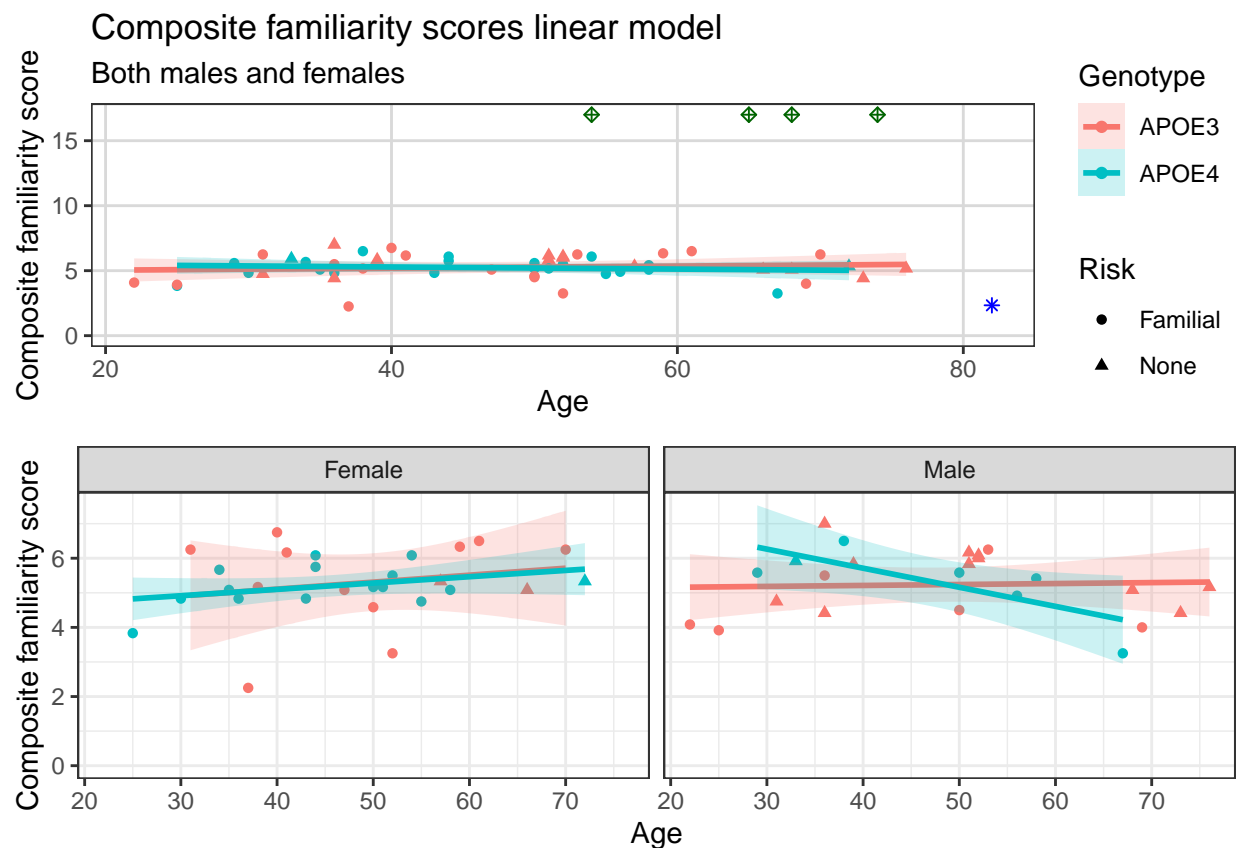 Composite familiarity scores linear model
Both males and females
Composite familiarity score
15
10
5
0
20 40 60 80
Age
Genotype
APOE3
APOE4
Risk
Familial
None
Female Male
Composite familiarity score
6
4
2
0
20 30 40 50 60 70 20 30 40 50 60 70
Age